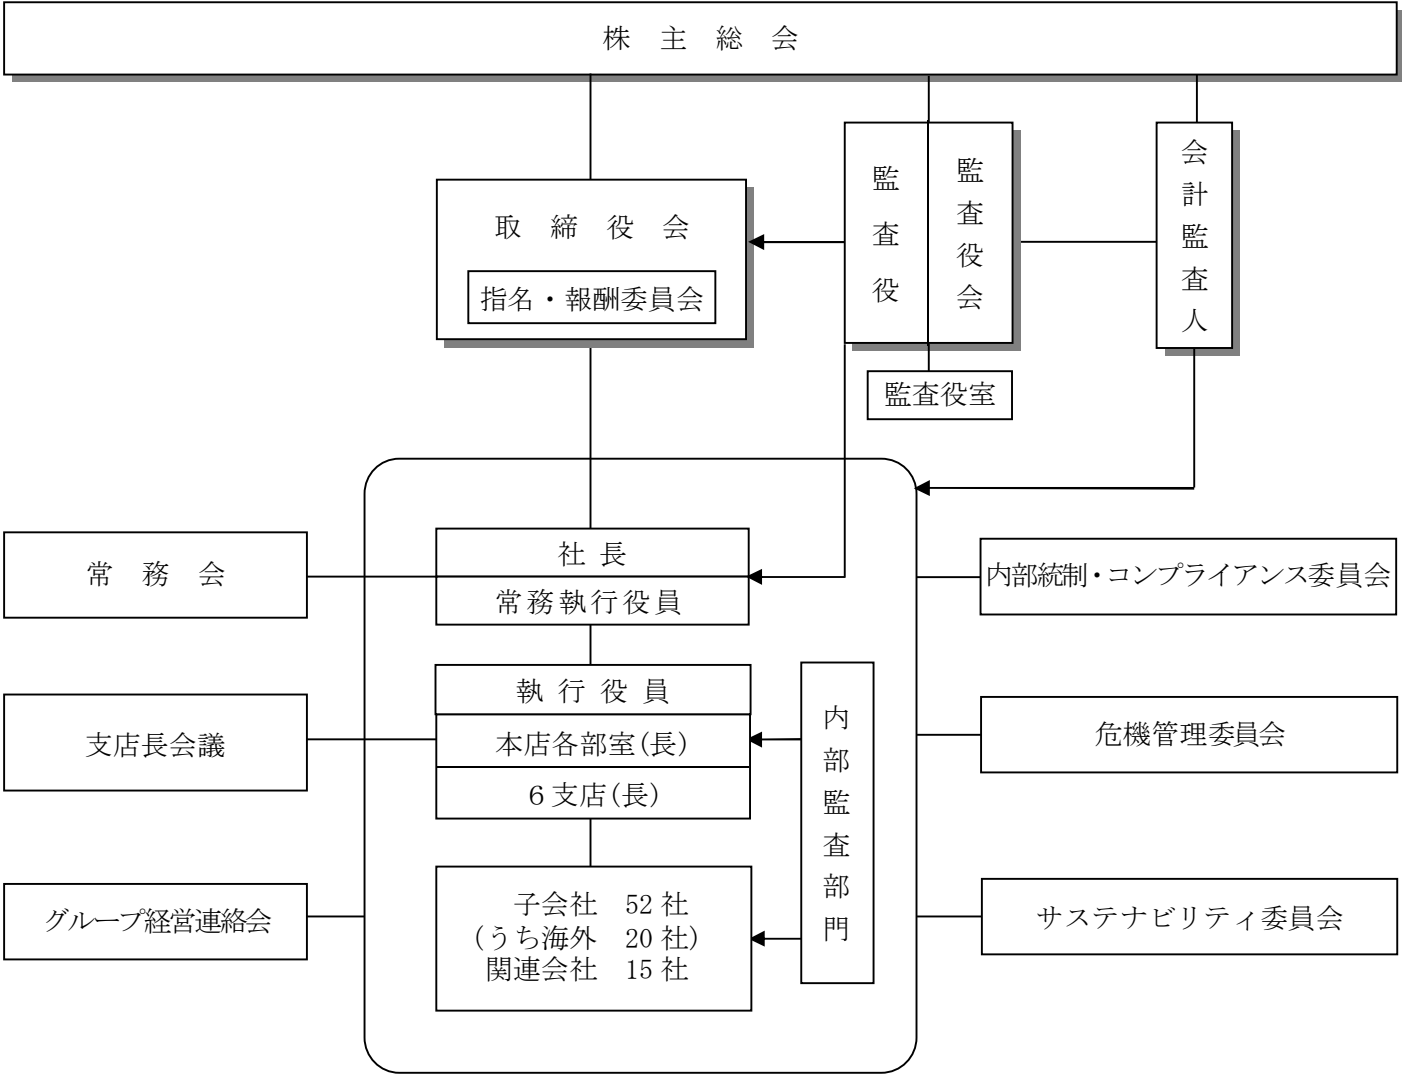 株　主　総　会
取　締　役　会
指名・報酬委員会
監査役
監査役会
会計監査人
監査役室
社 長
常務執行役員
常　務　会
内部統制・コンプライアンス委員会
執 行 役 員
本店各部室(長)
６支店(長)
支店長会議
内部監査部門
危機管理委員会
子会社　52 社
(うち海外　20 社)
関連会社　15 社
グループ経営連絡会
サステナビリティ委員会